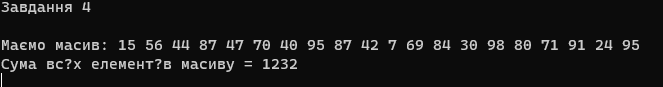 Завдання 4
Маємо масив: 15 56 44 87 47 70 40 95 87 42 7 69 84 30 98 80 71 91 24 95
Сума вс?х елемент?в масиву = 1232